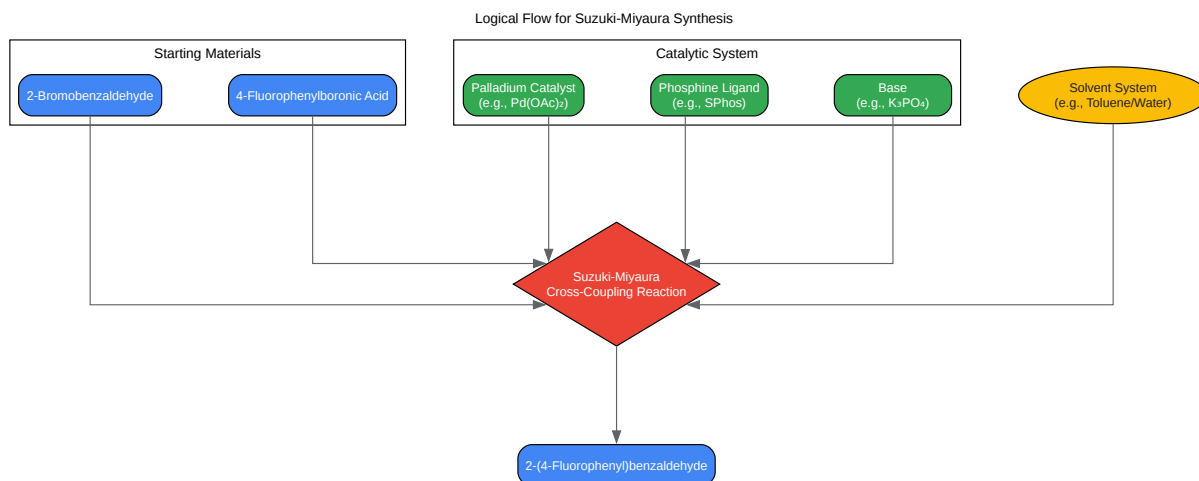 Logical Flow for Suzuki-Miyaura Synthesis
Starting Materials
Catalytic System
2-Bromobenzaldehyde
4-Fluorophenylboronic Acid
Palladium Catalyst
(e.g., Pd(OAc)₂)
Phosphine Ligand
(e.g., SPhos)
Base
(e.g., K₃PO₄)
Solvent System
(e.g., Toluene/Water)
Suzuki-Miyaura
Cross-Coupling Reaction
2-(4-Fluorophenyl)benzaldehyde